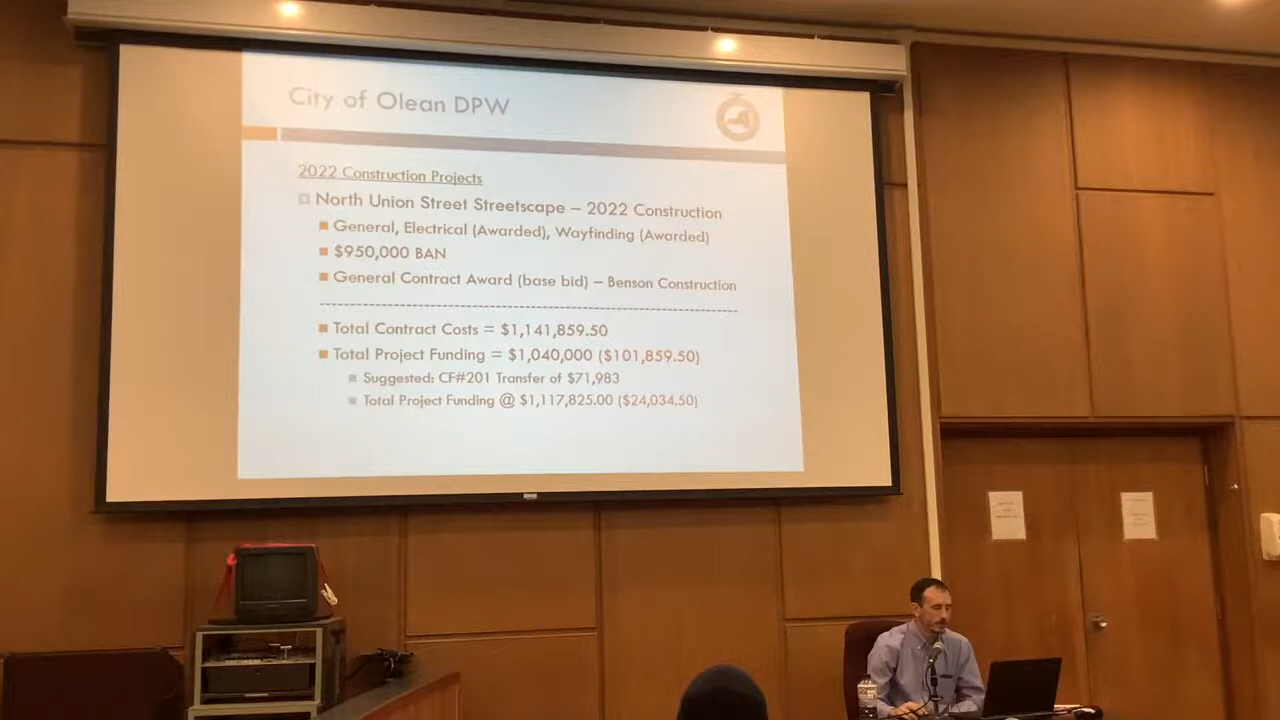 City of Olean DPW
2022 Construction Projects
North Union Street Streetscape – 2022 Construction
General, Electrical (Awarded), Wayfinding (Awarded)
$950,000 BAN
General Contract Award (base bid) – Benson Construction
Total Contract Costs = $1,141,859.50
Total Project Funding = $1,040,000 ($101,859.50)
Suggested: CF#201 Transfer of $71,983
Total Project Funding @ $1,117,825.00 ($24,034.50)